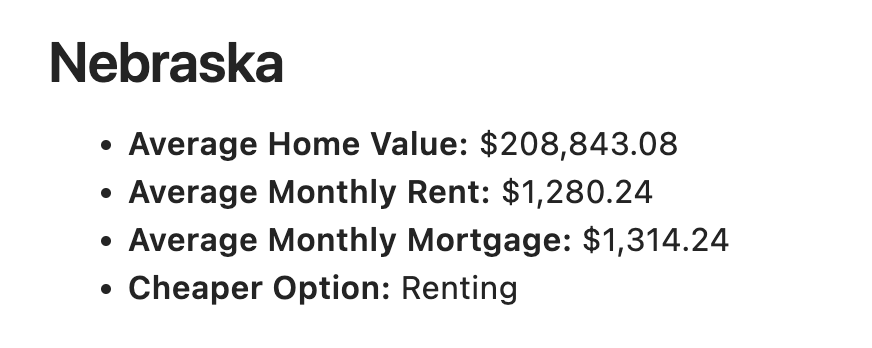 Nebraska
• Average Home Value: $208,843.08
• Average Monthly Rent: $1,280.24
• Average Monthly Mortgage: $1,314.24
• Cheaper Option: Renting